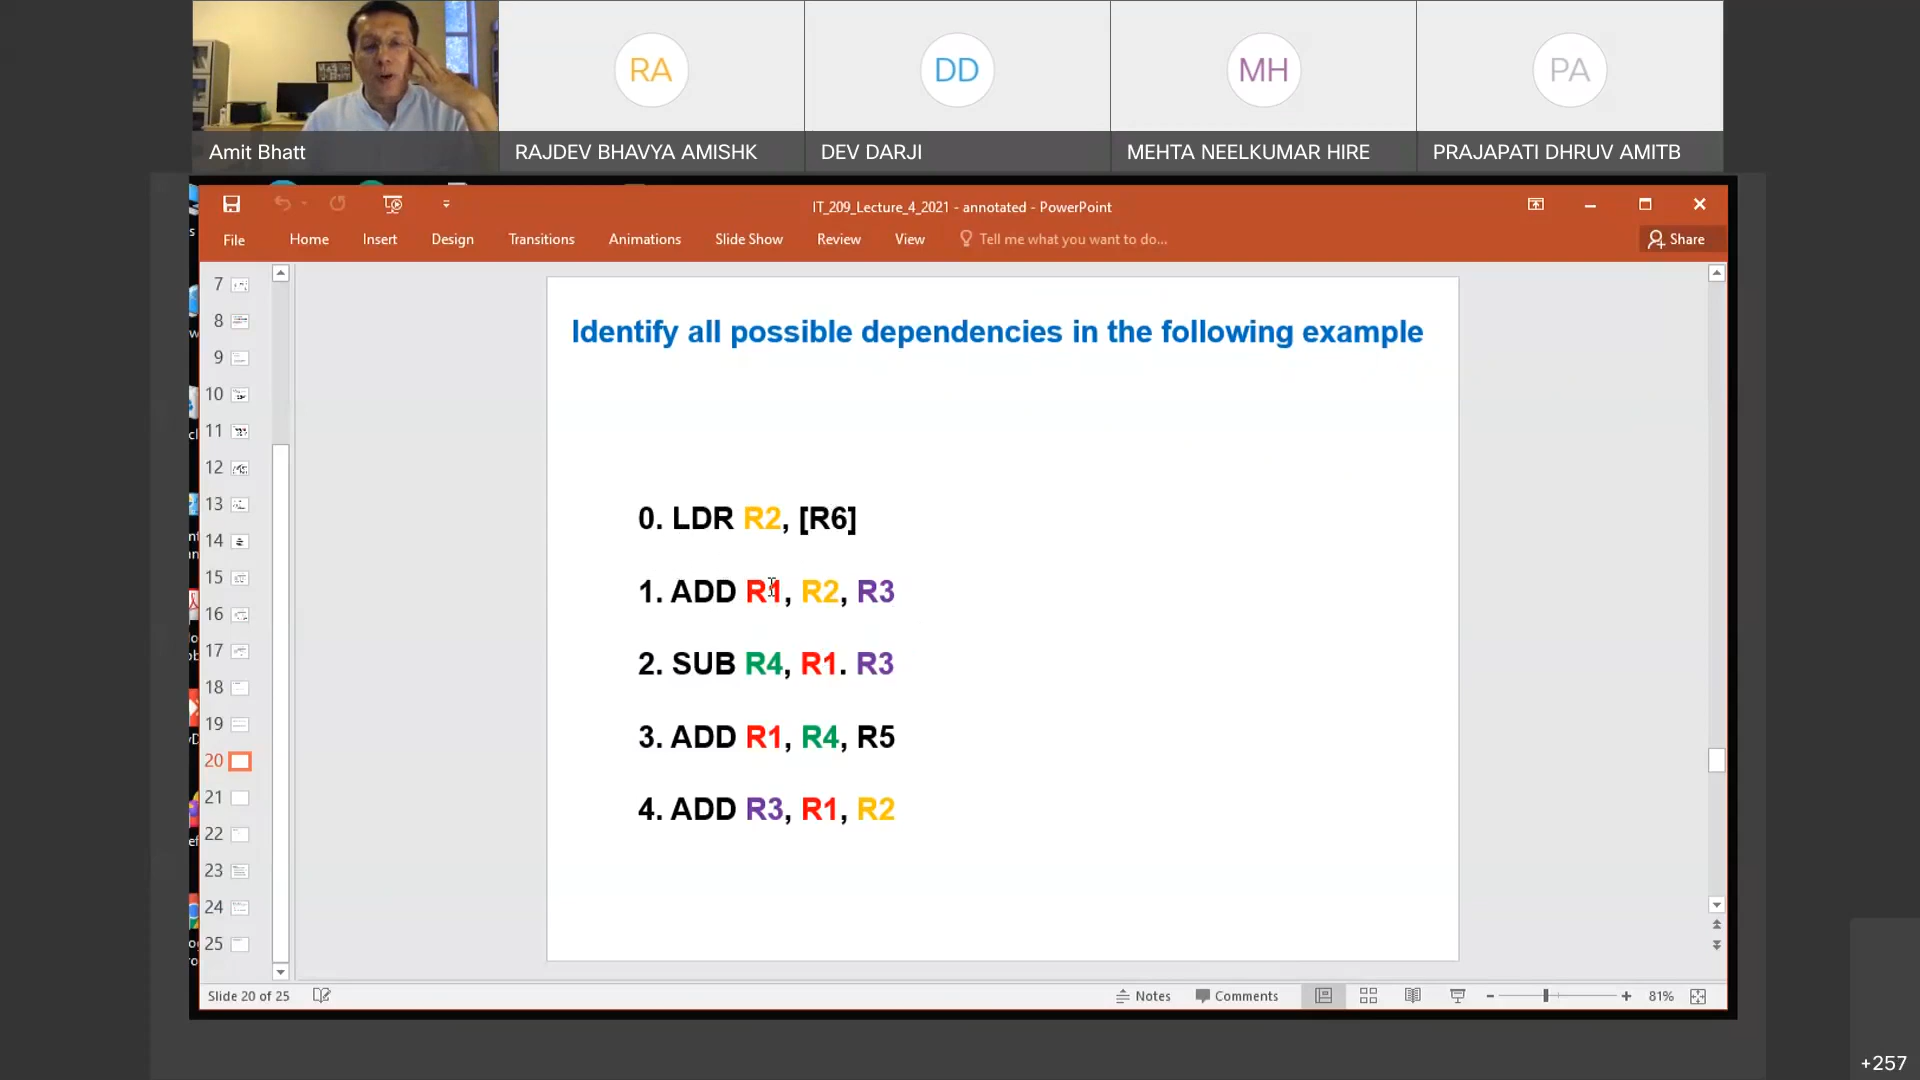 RA
DD
MH
PA
Amit Bhatt
RAJDEV BHAVYA AMISHK
DEV DARJI
MEHTA NEELKUMAR HIRE
PRAJAPATI DHRUV AMITB
IT_209_Lecture_4_2021 - annotated - PowerPoint
File Home Insert Design Transitions Animations Slide Show Review View Tell me what you want to do... Share
7
8
9
10
11
12
13
14
15
16
17
18
19
20
21
22
23
24
25
Identify all possible dependencies in the following example
0. LDR R2, [R6]
1. ADD R1, R2, R3
2. SUB R4, R1. R3
3. ADD R1, R4, R5
4. ADD R3, R1, R2
Slide 20 of 25 Notes Comments 81%
+257